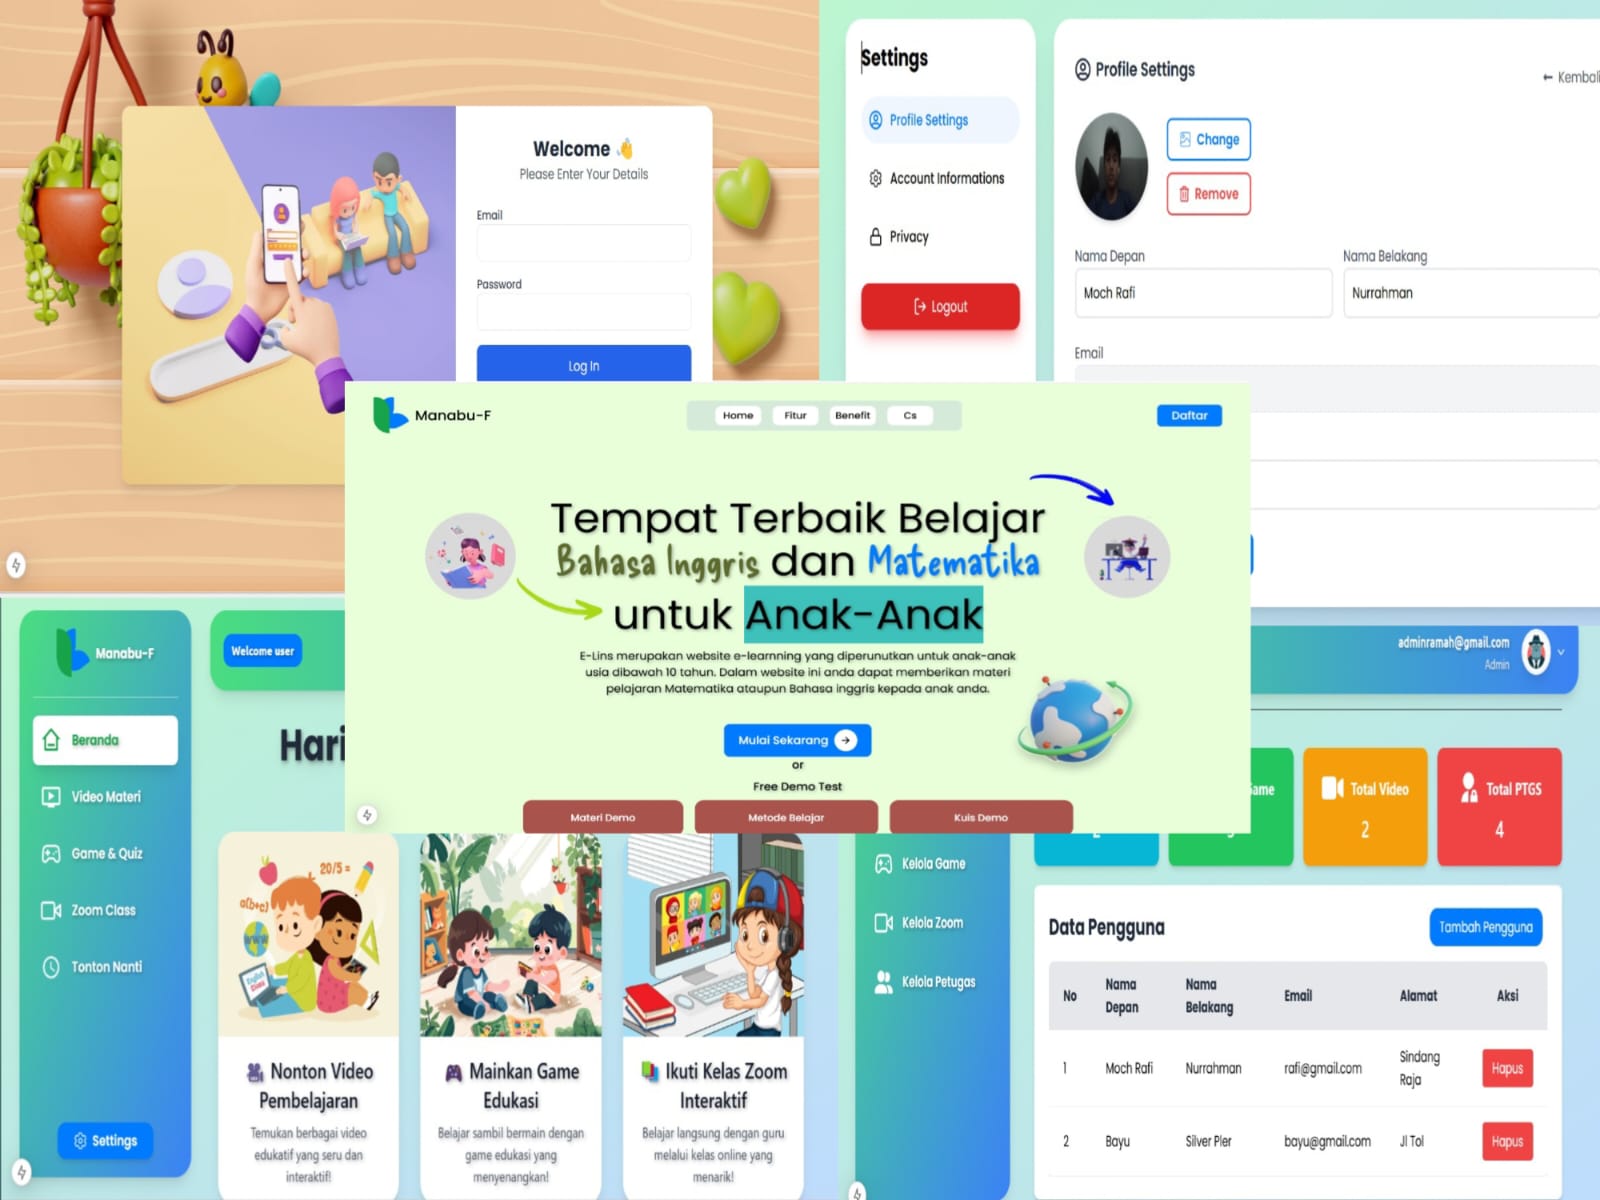 Welcome 👋
Please Enter Your Details
Email
Password
Log In
Settings
Profile Settings
Account Informations
Privacy
Logout
Profile Settings
← Kembali
Change
Remove
Nama Depan
Nama Belakang
Moch Rafi
Nurrahman
Email
Manabu-F
Home
Fitur
Benefit
Cs
Daftar
Tempat Terbaik Belajar
Bahasa Inggris dan Matematika
untuk Anak-Anak
E-Lins merupakan website e-learnning yang diperunutkan untuk anak-anak
usia dibawah 10 tahun. Dalam website ini anda dapat memberikan materi
pelajaran Matematika ataupun Bahasa inggris kepada anak anda.
Mulai Sekarang
or
Free Demo Test
Materi Demo
Metode Belajar
Kuis Demo
Manabu-F
Beranda
Video Materi
Game & Quiz
Zoom Class
Tonton Nanti
Settings
Welcome user
Hari
20/5 =
a(b+c)
www
English Class
Nonton Video
Pembelajaran
Temukan berbagai video
edukatif yang seru dan
interaktif!
Mainkan Game
Edukasi
Belajar sambil bermain dengan
game edukasi yang
menyenangkan!
Ikuti Kelas Zoom
Interaktif
Belajar langsung dengan guru
melalui kelas online yang
menarik!
adminramah@gmail.com
Admin
Kelola Game
Kelola Zoom
Kelola Petugas
Total Video
2
Total PTGS
4
Data Pengguna
Tambah Pengguna
No Nama Depan Nama Belakang Email Alamat Aksi
1 Moch Rafi Nurrahman rafi@gmail.com Sindang Raja Hapus
2 Bayu Silver Pler bayu@gmail.com Jl Tol Hapus